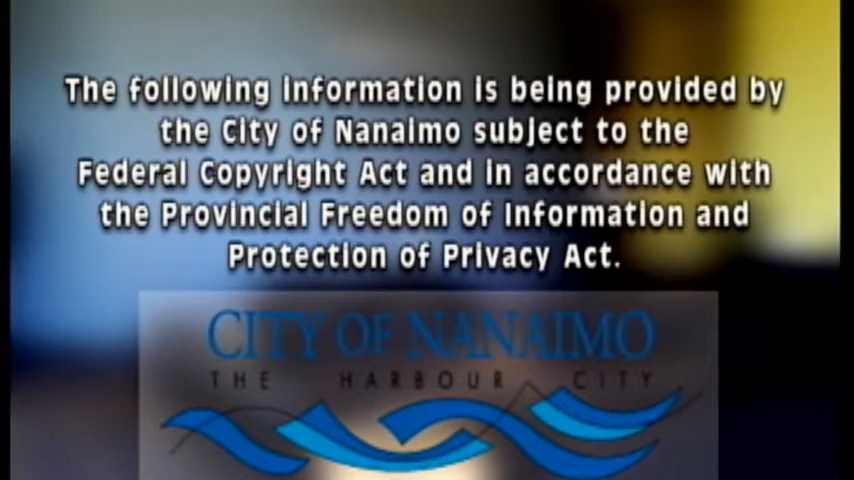 The following information is being provided by
the City of Nanaimo subject to the
Federal Copyright Act and in accordance with
the Provincial Freedom of Information and
Protection of Privacy Act.
CITY OF NANAIMO
THE HARBOUR CITY